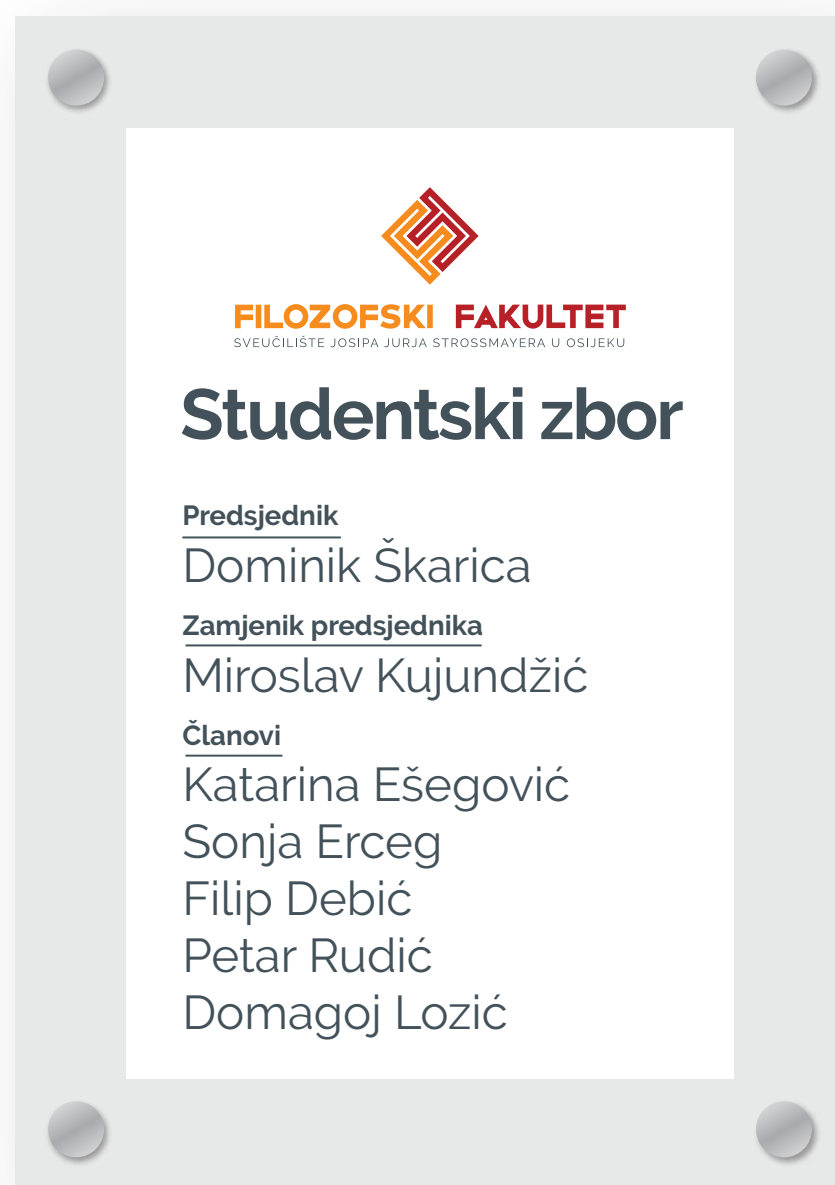 FILOZOFSKI FAKULTET
SVEUČILIŠTE JOSIPA JURJA STROSSMAYERA U OSIJEKU
Studentski zbor
Predsjednik
Dominik Škarica
Zamjenik predsjednika
Miroslav Kujundžić
Članovi
Katarina Ešegović
Sonja Erceg
Filip Debić
Petar Rudić
Domagoj Lozić